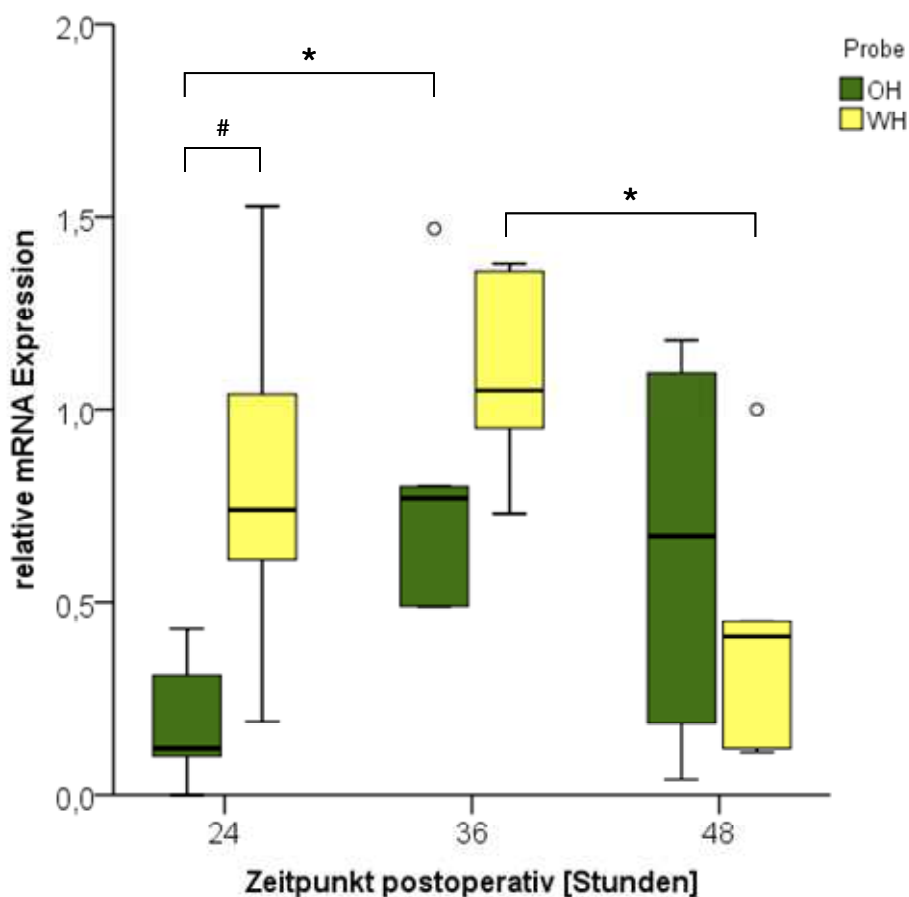 2,0
*
Probe
OH
WH
#
*
1,5
1,0
0,5
0,0
relative mRNA Expression
24 36 48
Zeitpunkt postoperativ [Stunden]